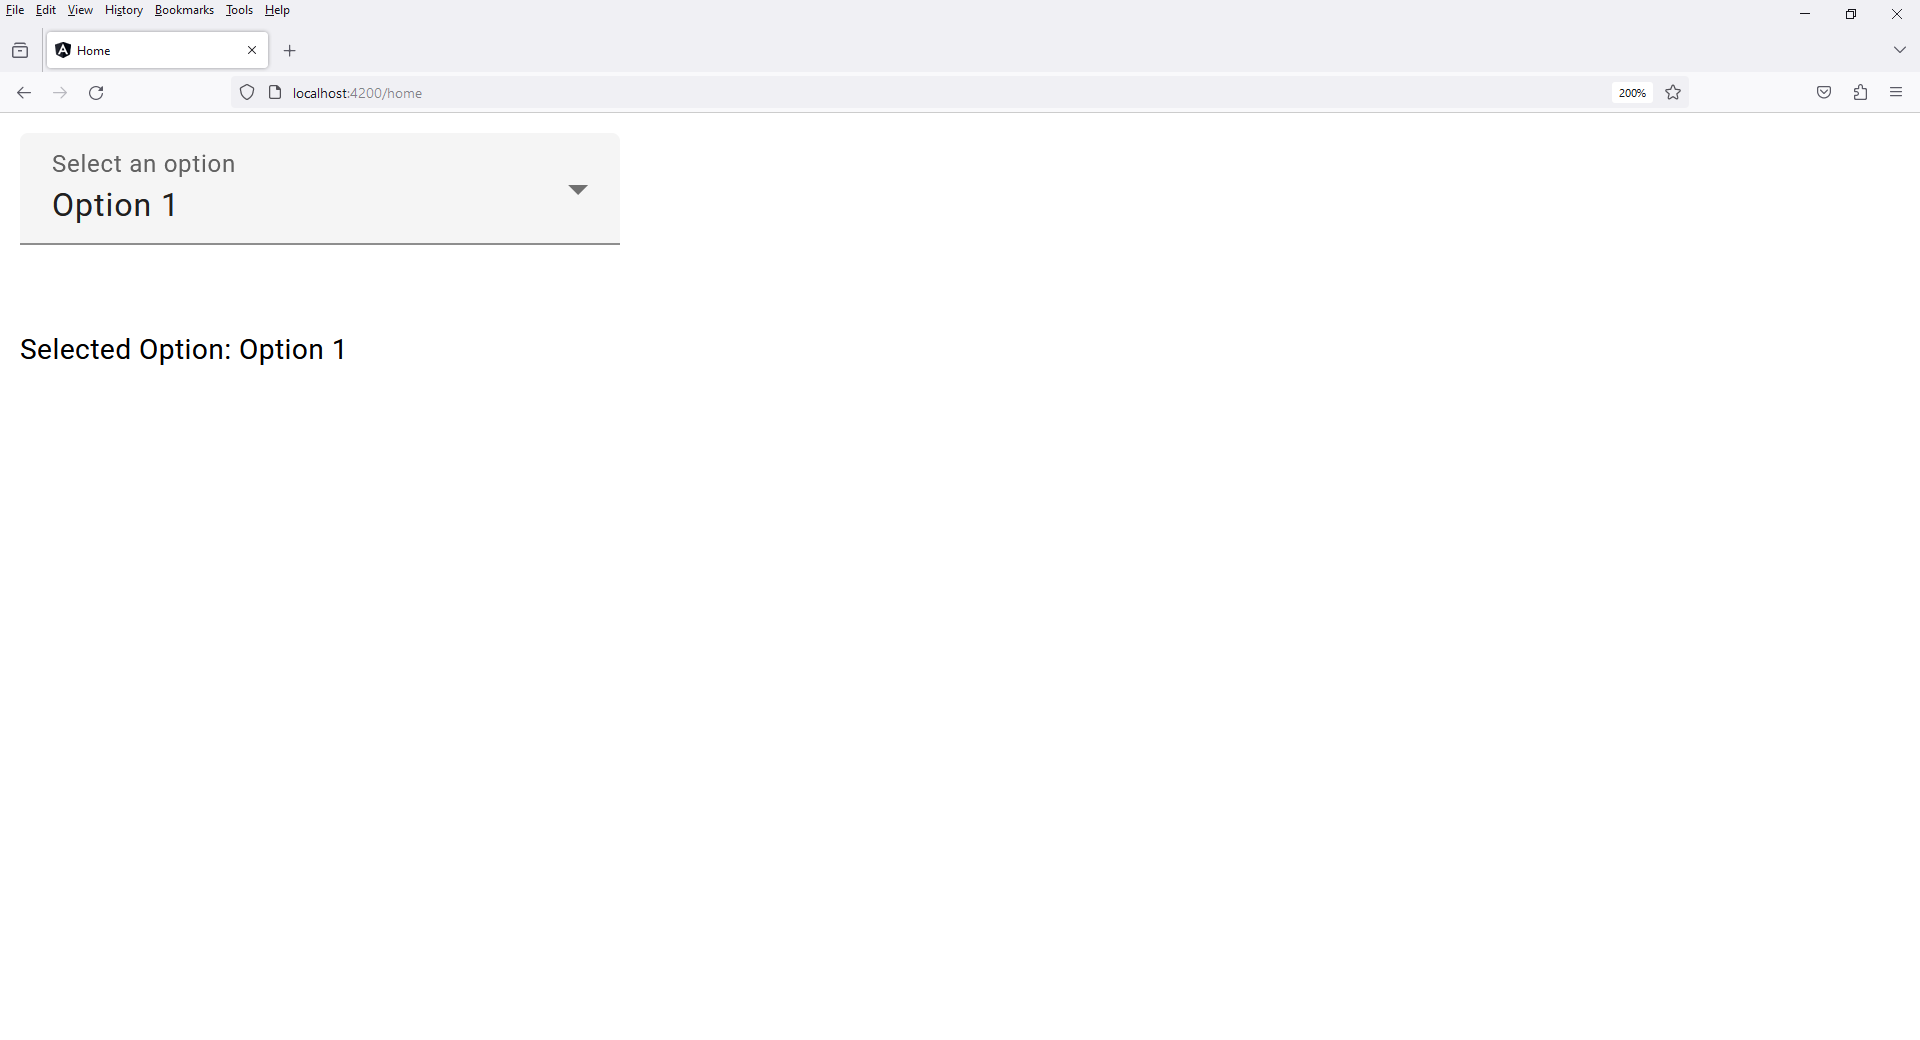 File Edit View History Bookmarks Tools Help
Home
localhost:4200/home
200%
Select an option
Option 1
Selected Option: Option 1